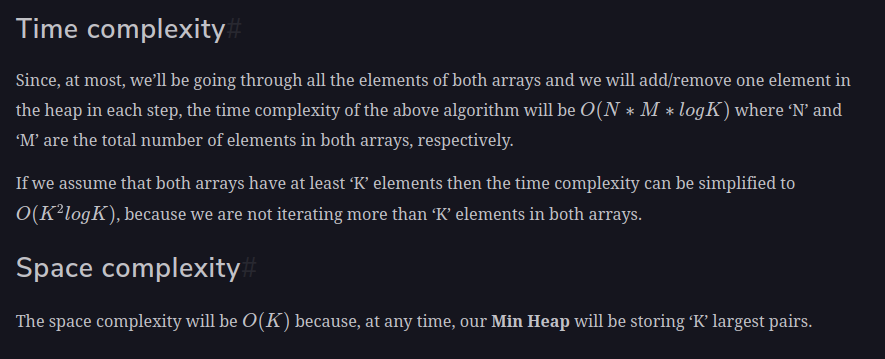 Time complexity#
Since, at most, we’ll be going through all the elements of both arrays and we will add/remove one element in
the heap in each step, the time complexity of the above algorithm will be O(N ∗ M ∗ logK) where ‘N’ and
‘M’ are the total number of elements in both arrays, respectively.
If we assume that both arrays have at least ‘K’ elements then the time complexity can be simplified to
O(K²logK), because we are not iterating more than ‘K’ elements in both arrays.
Space complexity#
The space complexity will be O(K) because, at any time, our Min Heap will be storing ‘K’ largest pairs.